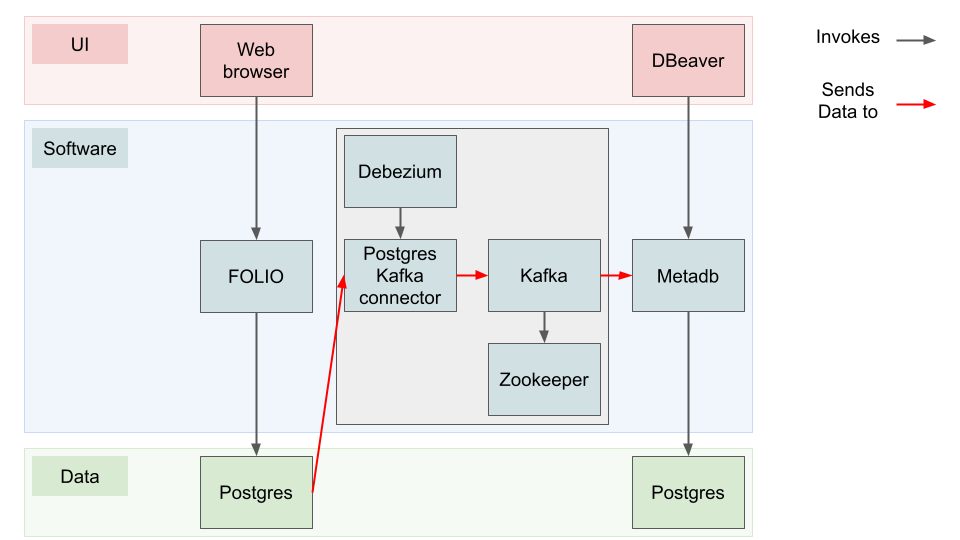 UI
Web
browser
DBeaver
Invokes
Sends
Data to
Software
Debezium
FOLIO
Postgres
Kafka
connector
Kafka
Metadb
Zookeeper
Data
Postgres
Postgres